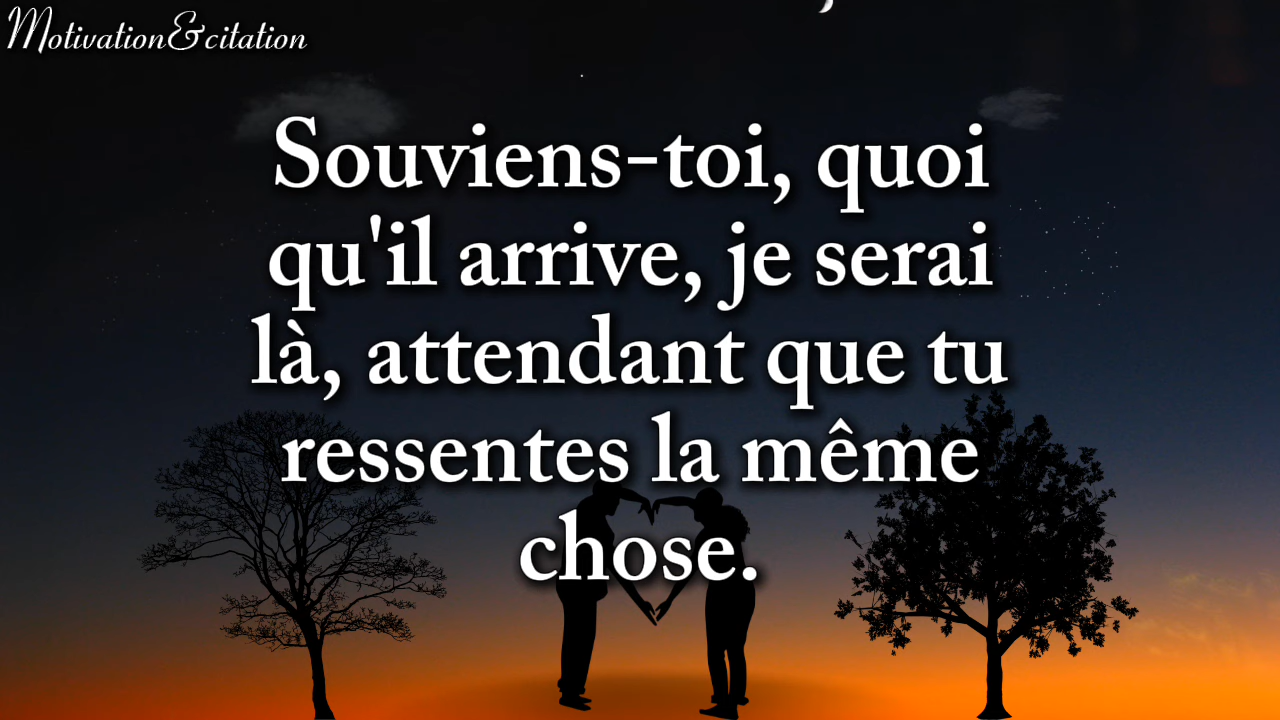 Motivation&citation
Souviens-toi, quoi
qu'il arrive, je serai
là, attendant que tu
ressentes la même
chose.